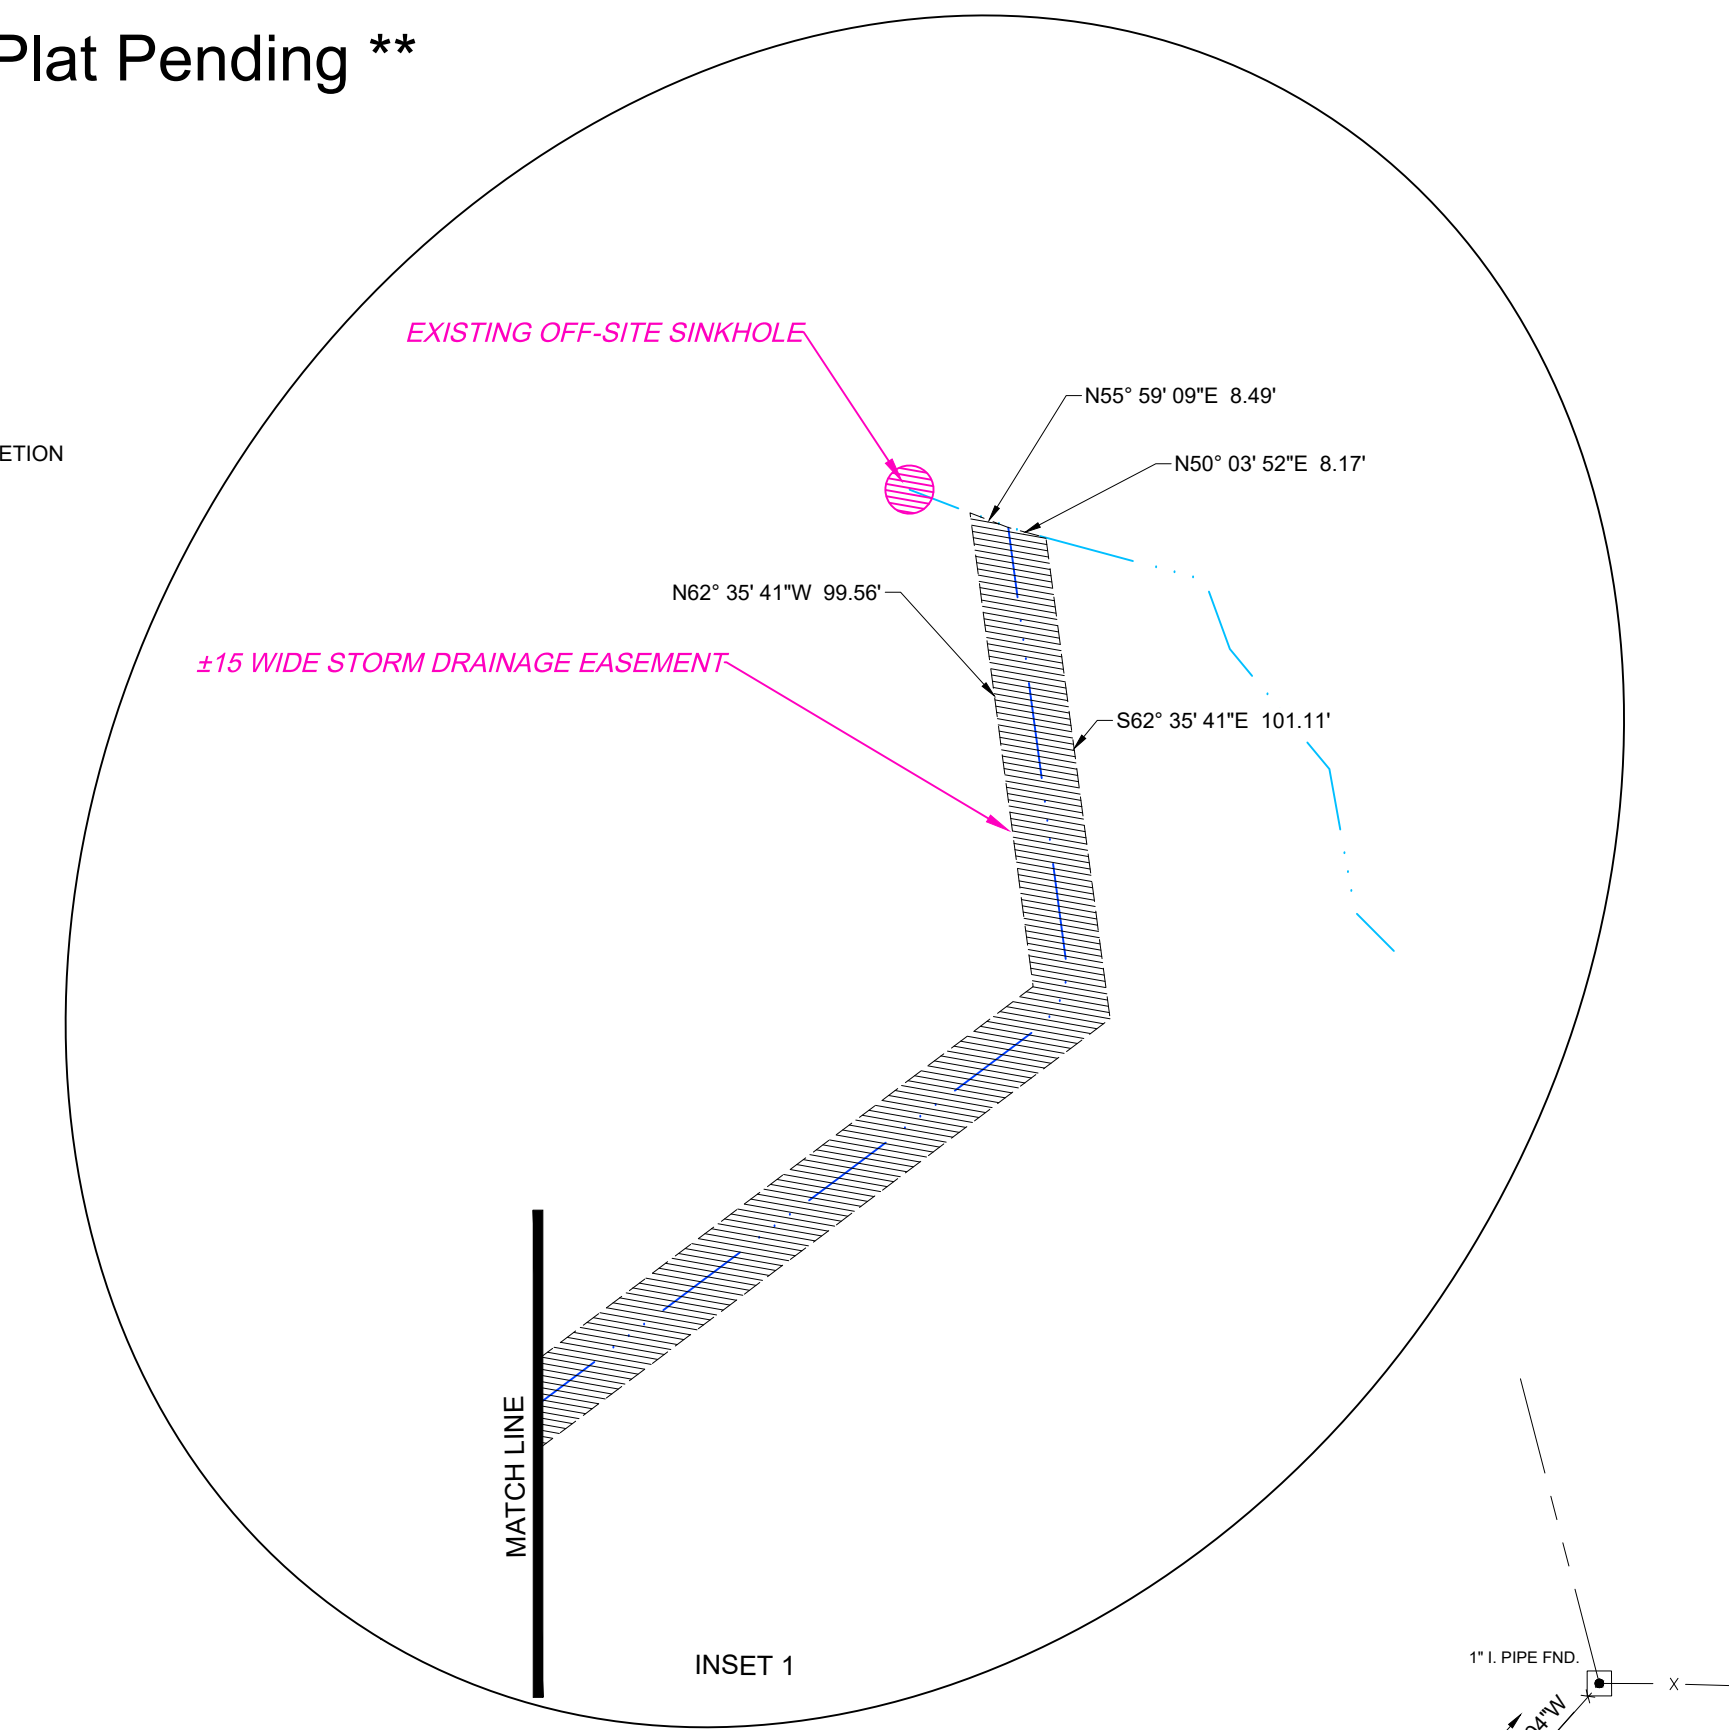 Plat Pending **
EXISTING OFF-SITE SINKHOLE
N55° 59' 09"E 8.49'
ETION
N50° 03' 52"E 8.17'
N62° 35' 41"W 99.56'
±15 WIDE STORM DRAINAGE EASEMENT
S62° 35' 41"E 101.11'
MATCH LINE
INSET 1
1" I. PIPE FND.
X
04"W